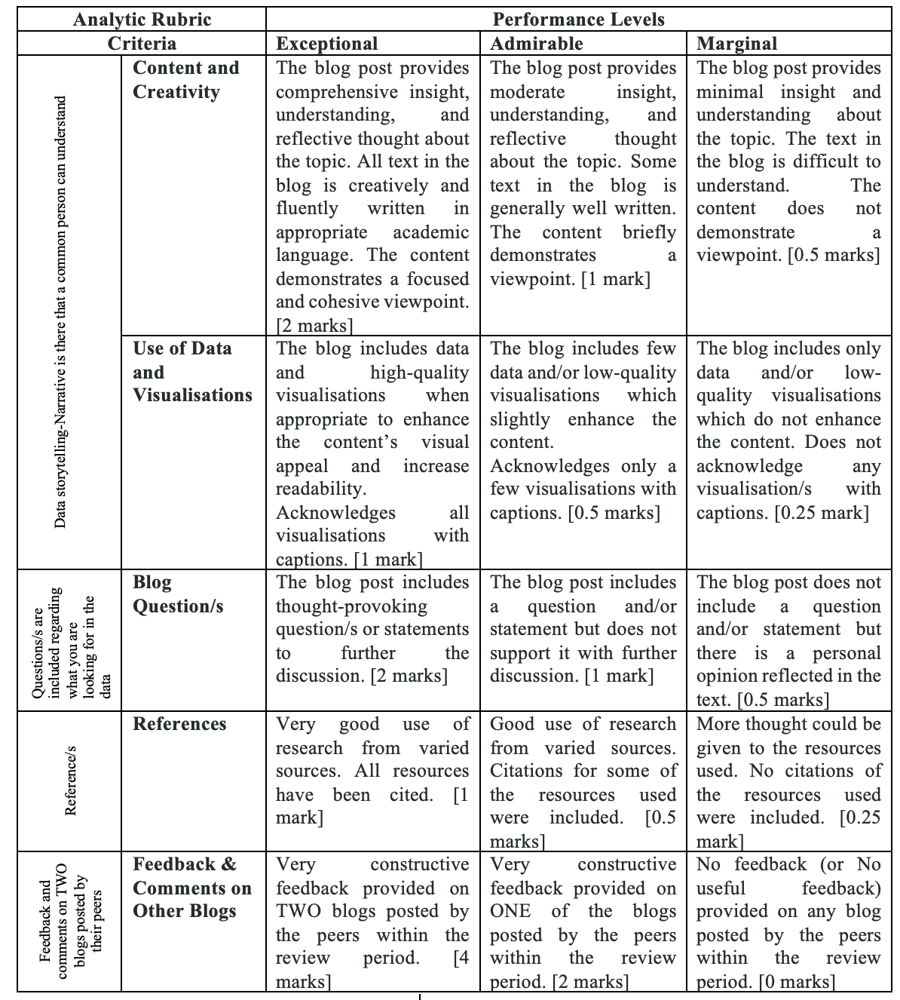 Analytic Rubric
Performance Levels
Criteria
Exceptional
Admirable
Marginal
Data storytelling-Narrative is there that a common person can understand
Content and
Creativity
The blog post provides
comprehensive insight,
understanding, and
reflective thought about
the topic. All text in the
blog is creatively and
fluently written in
appropriate academic
language. The content
demonstrates a focused
and cohesive viewpoint.
[2 marks]
The blog post provides
moderate insight,
understanding, and
reflective thought
about the topic. Some
text in the blog is
generally well written.
The content briefly
demonstrates a
viewpoint. [1 mark]
The blog post provides
minimal insight and
understanding about
the topic. The text in
the blog is difficult to
understand. The
content does not
demonstrate a
viewpoint. [0.5 marks]
Use of Data
and
Visualisations
The blog includes data
and high-quality
visualisations when
appropriate to enhance
the content’s visual
appeal and increase
readability.
Acknowledges all
visualisations with
captions. [1 mark]
The blog includes few
data and/or low-quality
visualisations which
slightly enhance the
content.
Acknowledges only a
few visualisations with
captions. [0.5 marks]
The blog includes only
data and/or low-
quality visualisations
which do not enhance
the content. Does not
acknowledge any
visualisation/s with
captions. [0.25 mark]
Questions/s are
included regarding
what you are
looking for in the
data
Blog
Question/s
The blog post includes
thought-provoking
question/s or statements
to further the
discussion. [2 marks]
The blog post includes
a question and/or
statement but does not
support it with further
discussion. [1 mark]
The blog post does not
include a question
and/or statement but
there is a personal
opinion reflected in the
text. [0.5 marks]
Reference/s
References
Very good use of
research from varied
sources. All resources
have been cited. [1
mark]
Good use of research
from varied sources.
Citations for some of
the resources used
were included. [0.5
marks]
More thought could be
given to the resources
used. No citations of
the resources used
were included. [0.25
mark]
Feedback and
comments on TWO
blogs posted by
their peers
Feedback &
Comments on
Other Blogs
Very constructive
feedback provided on
TWO blogs posted by
the peers within the
review period. [4
marks]
Very constructive
feedback provided on
ONE of the blogs
posted by the peers
within the review
period. [2 marks]
No feedback (or No
useful feedback)
provided on any blog
posted by the peers
within the review
period. [0 marks]